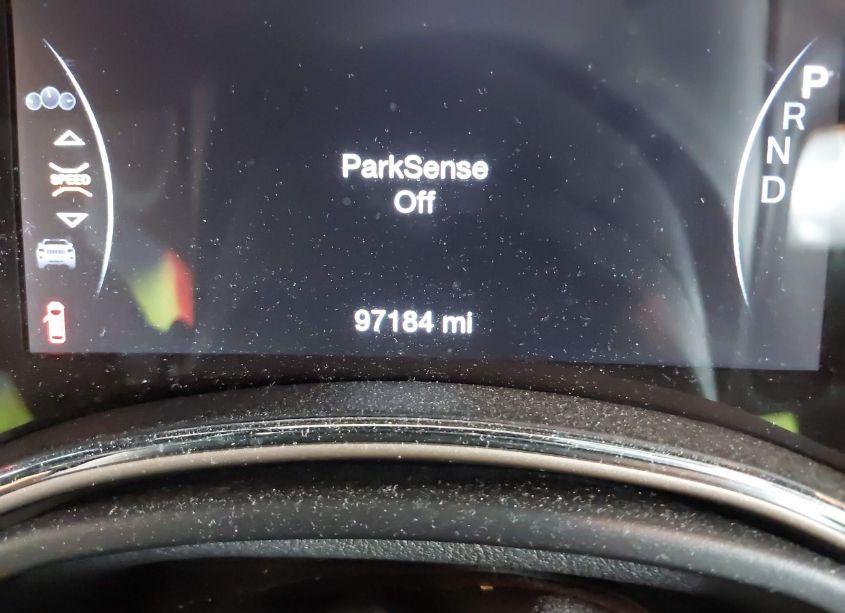 SPEED
ParkSense
Off
97184 mi
P
R
N
D